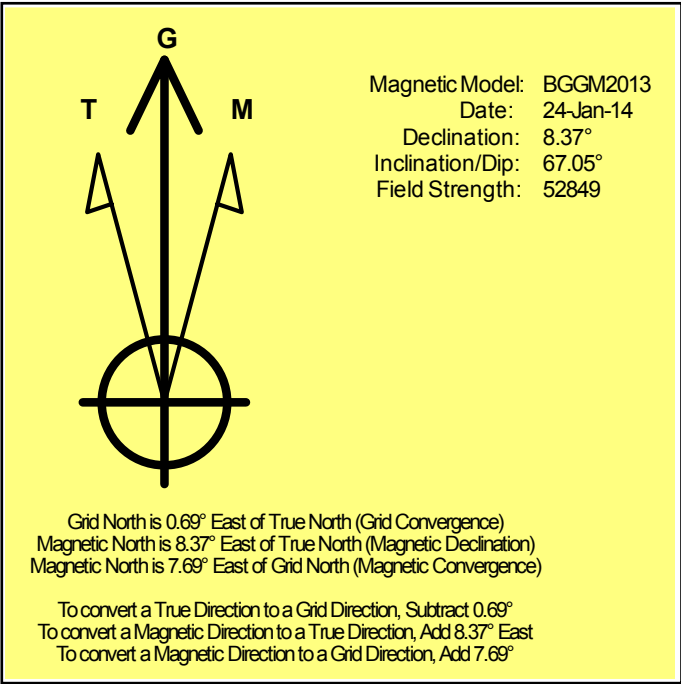 G
T M
Magnetic Model: BGGM2013
Date: 24-Jan-14
Declination: 8.37°
Inclination/Dip: 67.05°
Field Strength: 52849
Grid North is 0.69° East of True North (Grid Convergence)
Magnetic North is 8.37° East of True North (Magnetic Declination)
Magnetic North is 7.69° East of Grid North (Magnetic Convergence)
To convert a True Direction to a Grid Direction, Subtract 0.69°
To convert a Magnetic Direction to a True Direction, Add 8.37° East
To convert a Magnetic Direction to a Grid Direction, Add 7.69°